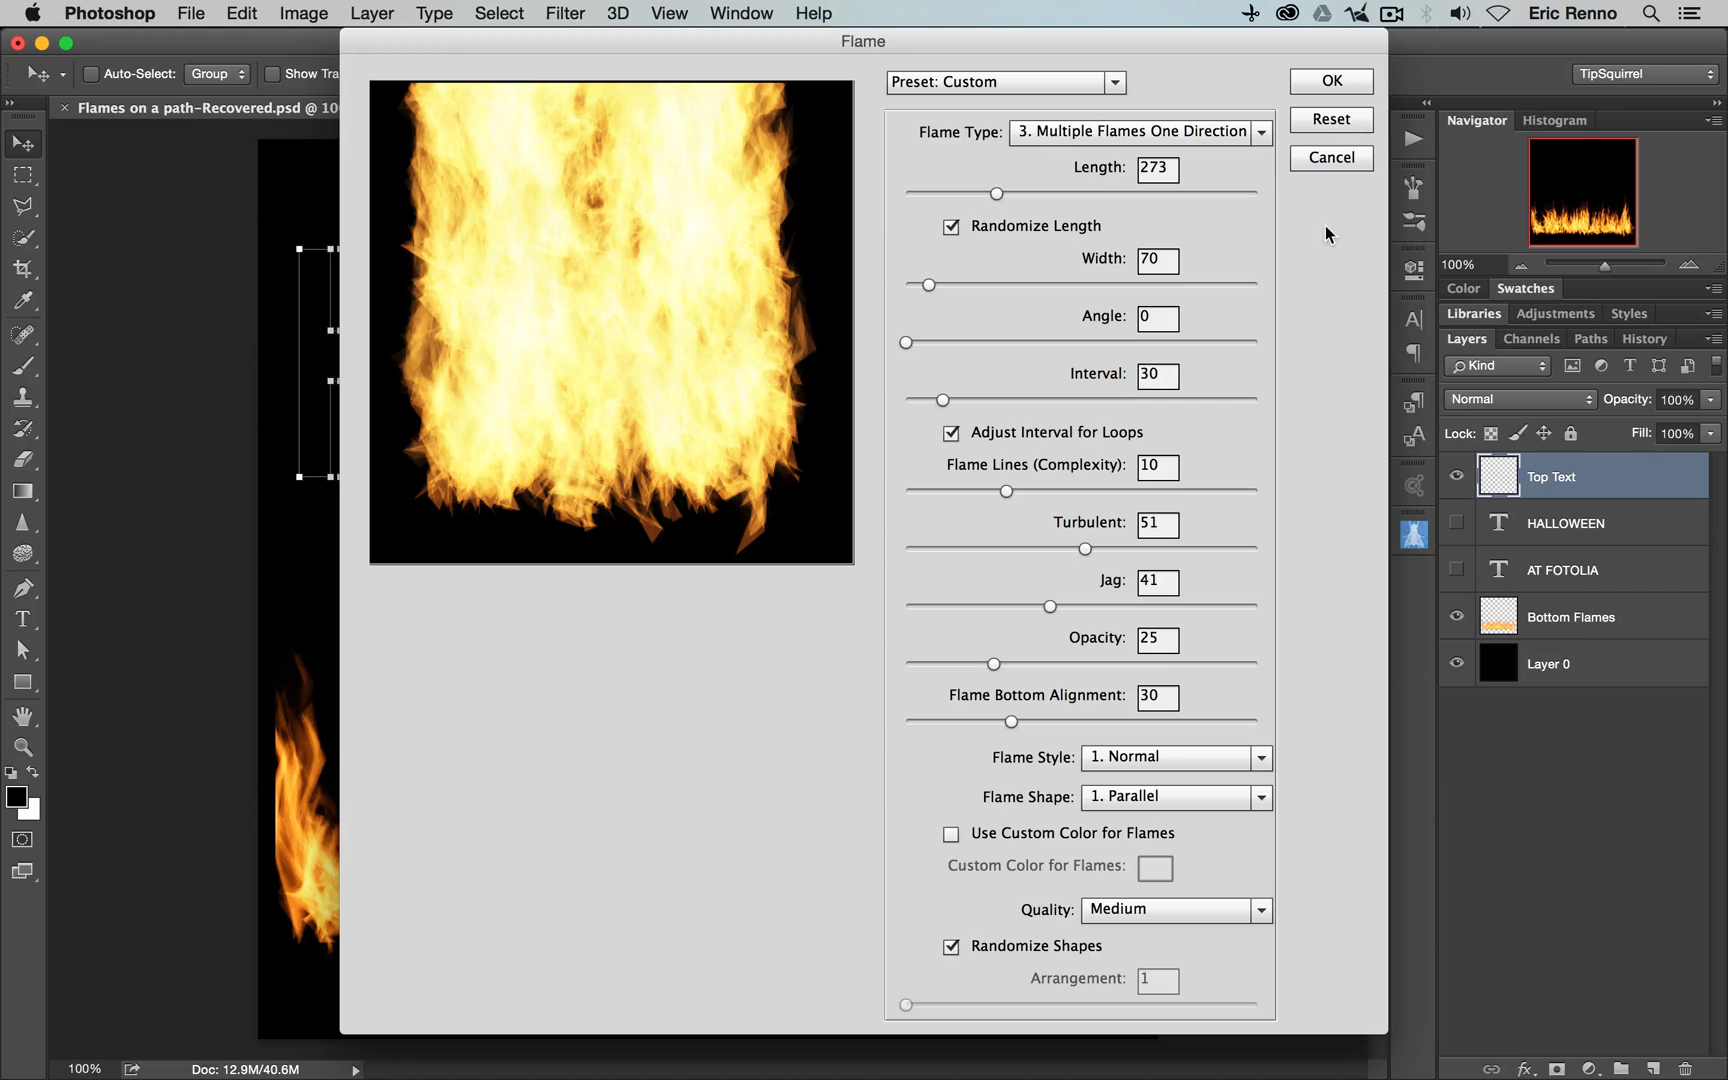 Photoshop File Edit Image Layer Type Select Filter 3D View Window Help Eric Renno
Flame
Auto-Select: Group Show Tra
TipSquirrel
Flames on a path-Recovered.psd @ 10
Preset: Custom
OK
Reset
Cancel
Flame Type: 3. Multiple Flames One Direction
Length: 273
Randomize Length
Width: 70
Angle: 0
Interval: 30
Adjust Interval for Loops
Flame Lines (Complexity): 10
Turbulent: 51
Jag: 41
Opacity: 25
Flame Bottom Alignment: 30
Flame Style: 1. Normal
Flame Shape: 1. Parallel
Use Custom Color for Flames
Custom Color for Flames:
Quality: Medium
Randomize Shapes
Arrangement: 1
Navigator Histogram
100%
Color Swatches
Libraries Adjustments Styles
Layers Channels Paths History
Kind
Normal Opacity: 100%
Lock: Fill: 100%
Top Text
HALLOWEEN
AT FOTOLIA
Bottom Flames
Layer 0
100% Doc: 12.9M/40.6M